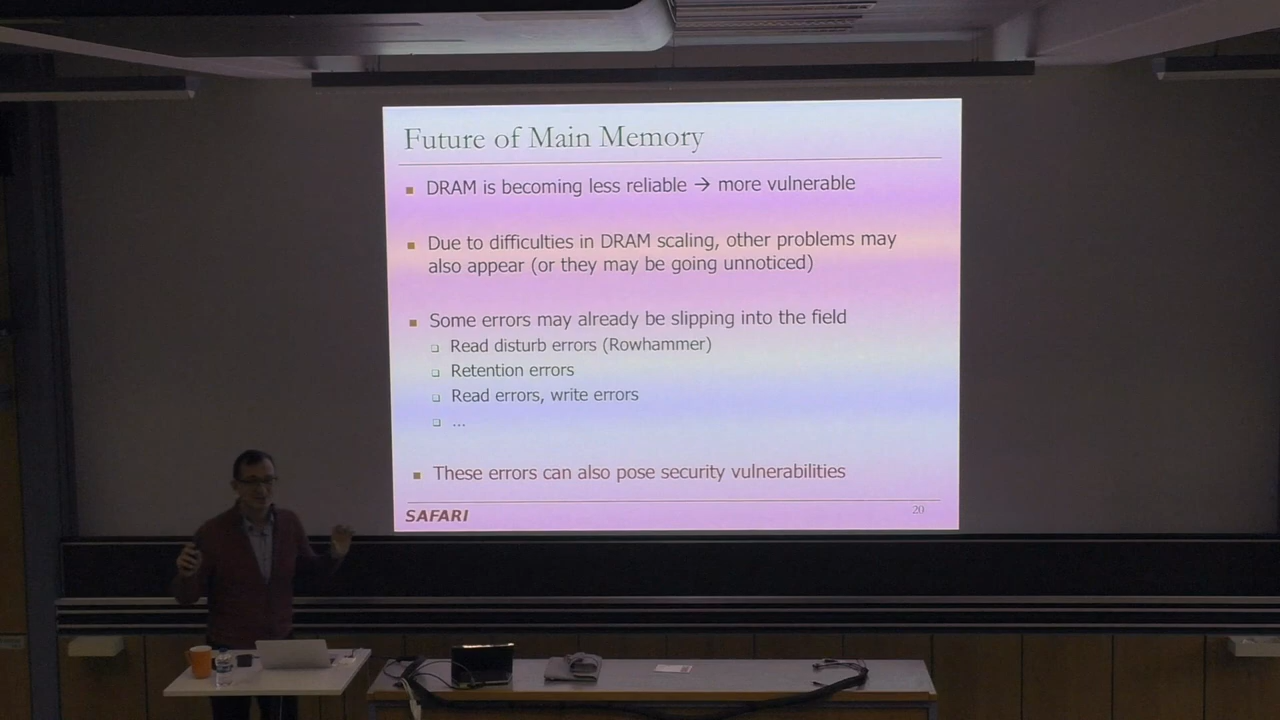 Future of Main Memory
DRAM is becoming less reliable → more vulnerable
Due to difficulties in DRAM scaling, other problems may
also appear (or they may be going unnoticed)
Some errors may already be slipping into the field
Read disturb errors (Rowhammer)
Retention errors
Read errors, write errors
...
These errors can also pose security vulnerabilities
SAFARI
20